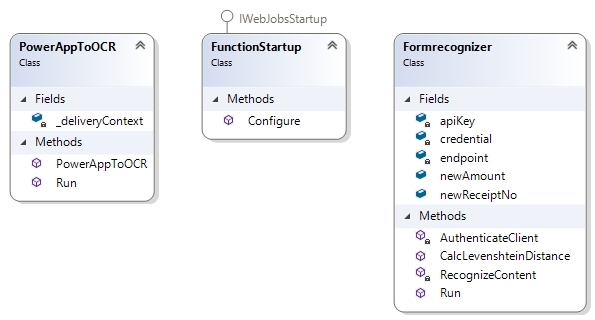 IWebJobsStartup
PowerAppToOCR
Class
Fields
_deliveryContext
Methods
PowerAppToOCR
Run
FunctionStartup
Class
Methods
Configure
Formrecognizer
Class
Fields
apiKey
credential
endpoint
newAmount
newReceiptNo
Methods
AuthenticateClient
CalcLevenshteinDistance
RecognizeContent
Run